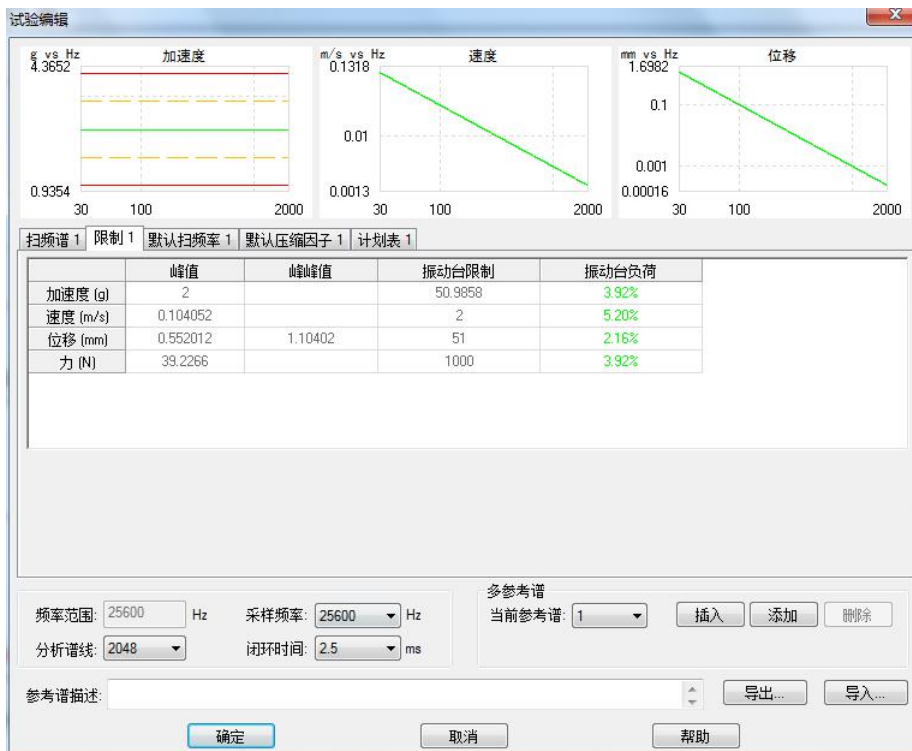 试验编辑
g vs Hz 加速度
4.3652
0.9354
30 100 2000
m/s vs Hz 速度
0.1318
0.01
0.0013
30 100 2000
mm vs Hz 位移
1.6982
0.1
0.001
0.00016
30 100 2000
扫频谱 1 限制 1 默认扫频率 1 默认压缩因子 1 计划表 1
峰值 峰峰值 振动台限制 振动台负荷
加速度 (g) 2 50.9858 3.92%
速度 (m/s) 0.104052 2 5.20%
位移 (mm) 0.552012 1.10402 51 2.16%
力 (N) 39.2266 1000 3.92%
多参考谱
频率范围: 25600 Hz 采样频率: 25600 Hz 当前参考谱: 1 插入 添加 删除
分析谱线: 2048 闭环时间: 2.5 ms
参考谱描述: 导出... 导入...
确定 取消 帮助